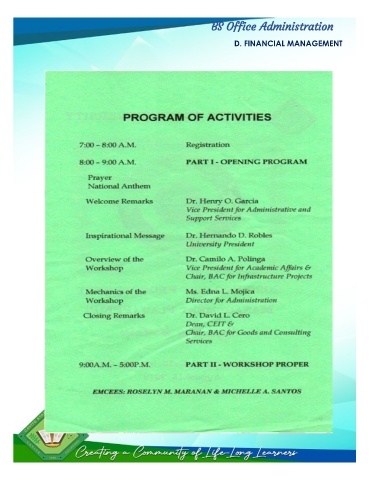 BS Office Administration
D. FINANCIAL MANAGEMENT
PROGRAM OF ACTIVITIES
7:00 – 8:00 A.M. Registration
8:00 – 9:00 A.M. PART I - OPENING PROGRAM
Prayer
National Anthem
Welcome Remarks Dr. Henry O. Garcia
Vice President for Administrative and
Support Services
Inspirational Message Dr. Hernando D. Robles
University President
Overview of the Dr. Camilo A. Polinga
Workshop Vice President for Academic Affairs &
Chair, BAC for Infrastructure Projects
Mechanics of the Ms. Edna L. Mojica
Workshop Director for Administration
Closing Remarks Dr. David L. Cero
Dean, CEIT &
Chair, BAC for Goods and Consulting
Services
9:00A.M. – 5:00P.M. PART II - WORKSHOP PROPER
EMCEES: ROSELYN M. MARANAN & MICHELLE A. SANTOS
Creating a Community of Life-Long Learners